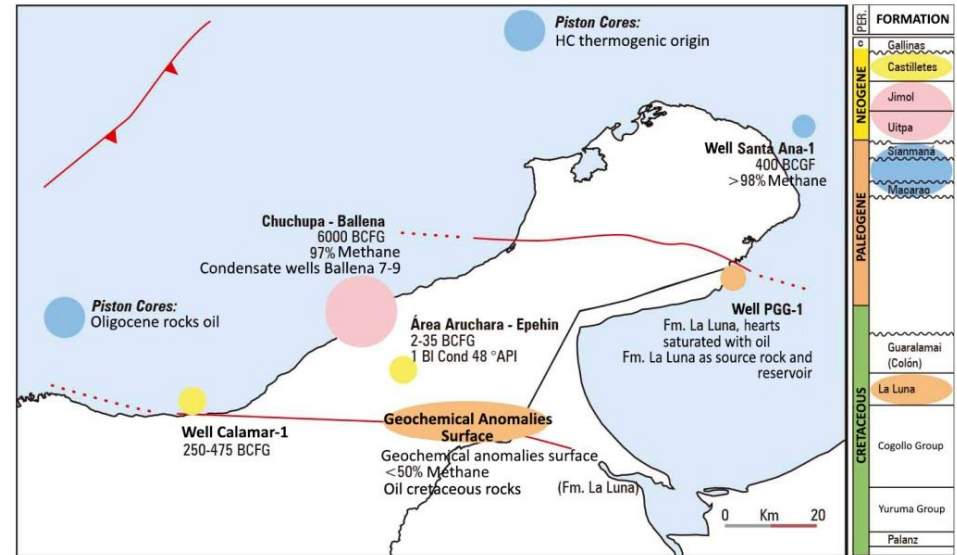 Piston Cores:
HC thermogenic origin
Well Santa Ana-1
400 BCGF
>98% Methane
Chuchupa - Ballena
6000 BCFG
97% Methane
Condensate wells Ballena 7-9
Piston Cores:
Oligocene rocks oil
Área Aruchara - Epehin
2-35 BCFG
1 Bl Cond 48 °API
Well PGG-1
Fm. La Luna, hearts
saturated with oil
Fm. La Luna as source rock and
reservoir
Well Calamar-1
250-475 BCFG
Geochemical Anomalies
Surface
Geochemical anomalies surface
<50% Methane
Oil cretaceous rocks
(Fm. La Luna)
0 Km 20
PER. FORMATION
C
NEOGENE
PALEOGENE
CRETACEOUS
Gallinas
Castilletes
Jimol
Uitpa
Sianmaná
Macarao
Guaralamai
(Colón)
La Luna
Cogollo Group
Yuruma Group
Palanz